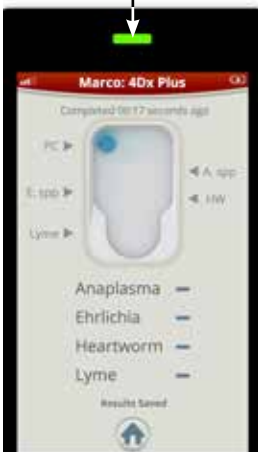 Marco: 4Dx Plus
Completed 00:17 seconds ago
PC
A. spp
E. spp
HW
Lyme
Anaplasma –
Ehrlichia –
Heartworm –
Lyme –
Results Saved